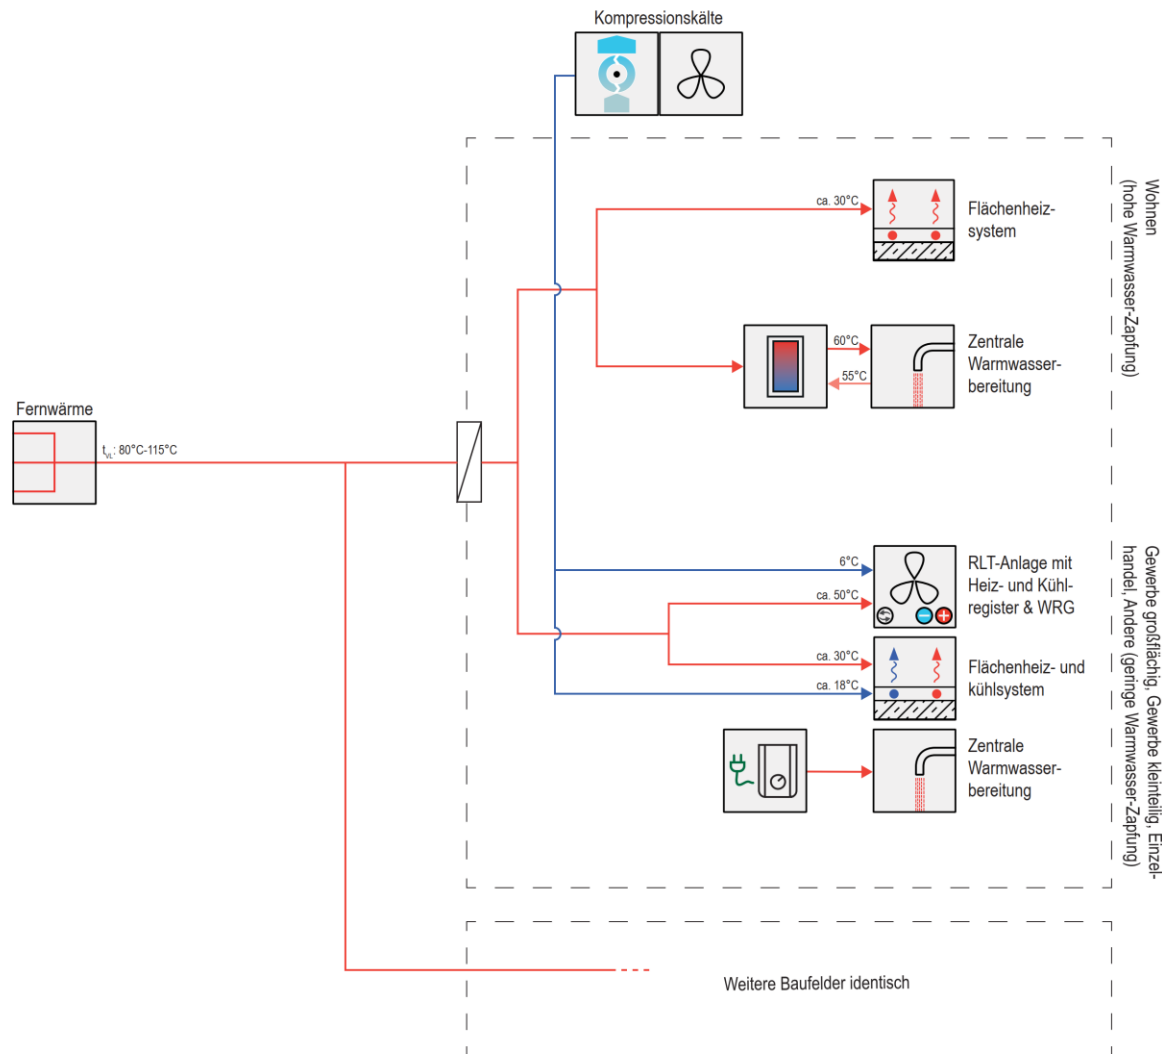 Kompressionskälte
ca. 30°C
Flächenheiz-
system
Wohnen
(hohe Warmwasser-Zapfung)
60°C
55°C
Zentrale
Warmwasser-
bereitung
Fernwärme
tVL: 80°C-115°C
6°C
ca. 50°C
RLT-Anlage mit
Heiz- und Kühl-
register & WRG
ca. 30°C
ca. 18°C
Flächenheiz- und
kühlsystem
Zentrale
Warmwasser-
bereitung
Gewerbe großflächig, Gewerbe kleinteilig, Einzel-
handel, Andere (geringe Warmwasser-Zapfung)
Weitere Baufelder identisch